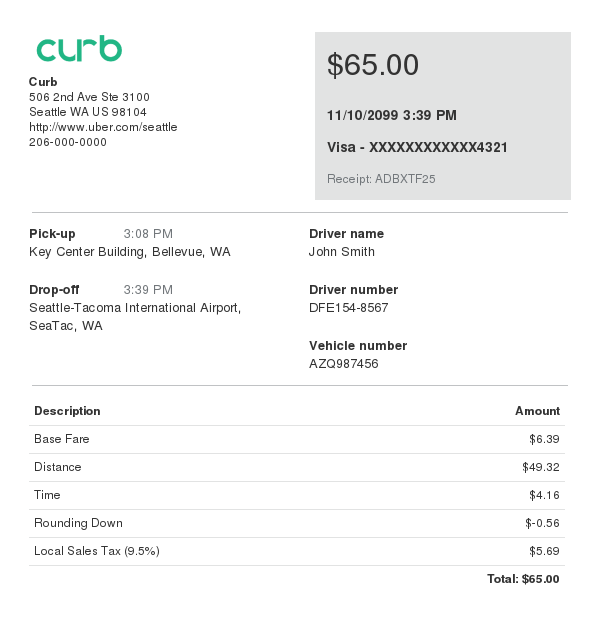 curb
Curb
506 2nd Ave Ste 3100
Seattle WA US 98104
http://www.uber.com/seattle
206-000-0000
$65.00
11/10/2099 3:39 PM
Visa - XXXXXXXXXXXX4321
Receipt: ADBXTF25
Pick-up 3:08 PM
Key Center Building, Bellevue, WA
Drop-off 3:39 PM
Seattle-Tacoma International Airport,
SeaTac, WA
Driver name
John Smith
Driver number
DFE154-8567
Vehicle number
AZQ987456
Description Amount
Base Fare $6.39
Distance $49.32
Time $4.16
Rounding Down $-0.56
Local Sales Tax (9.5%) $5.69
Total: $65.00